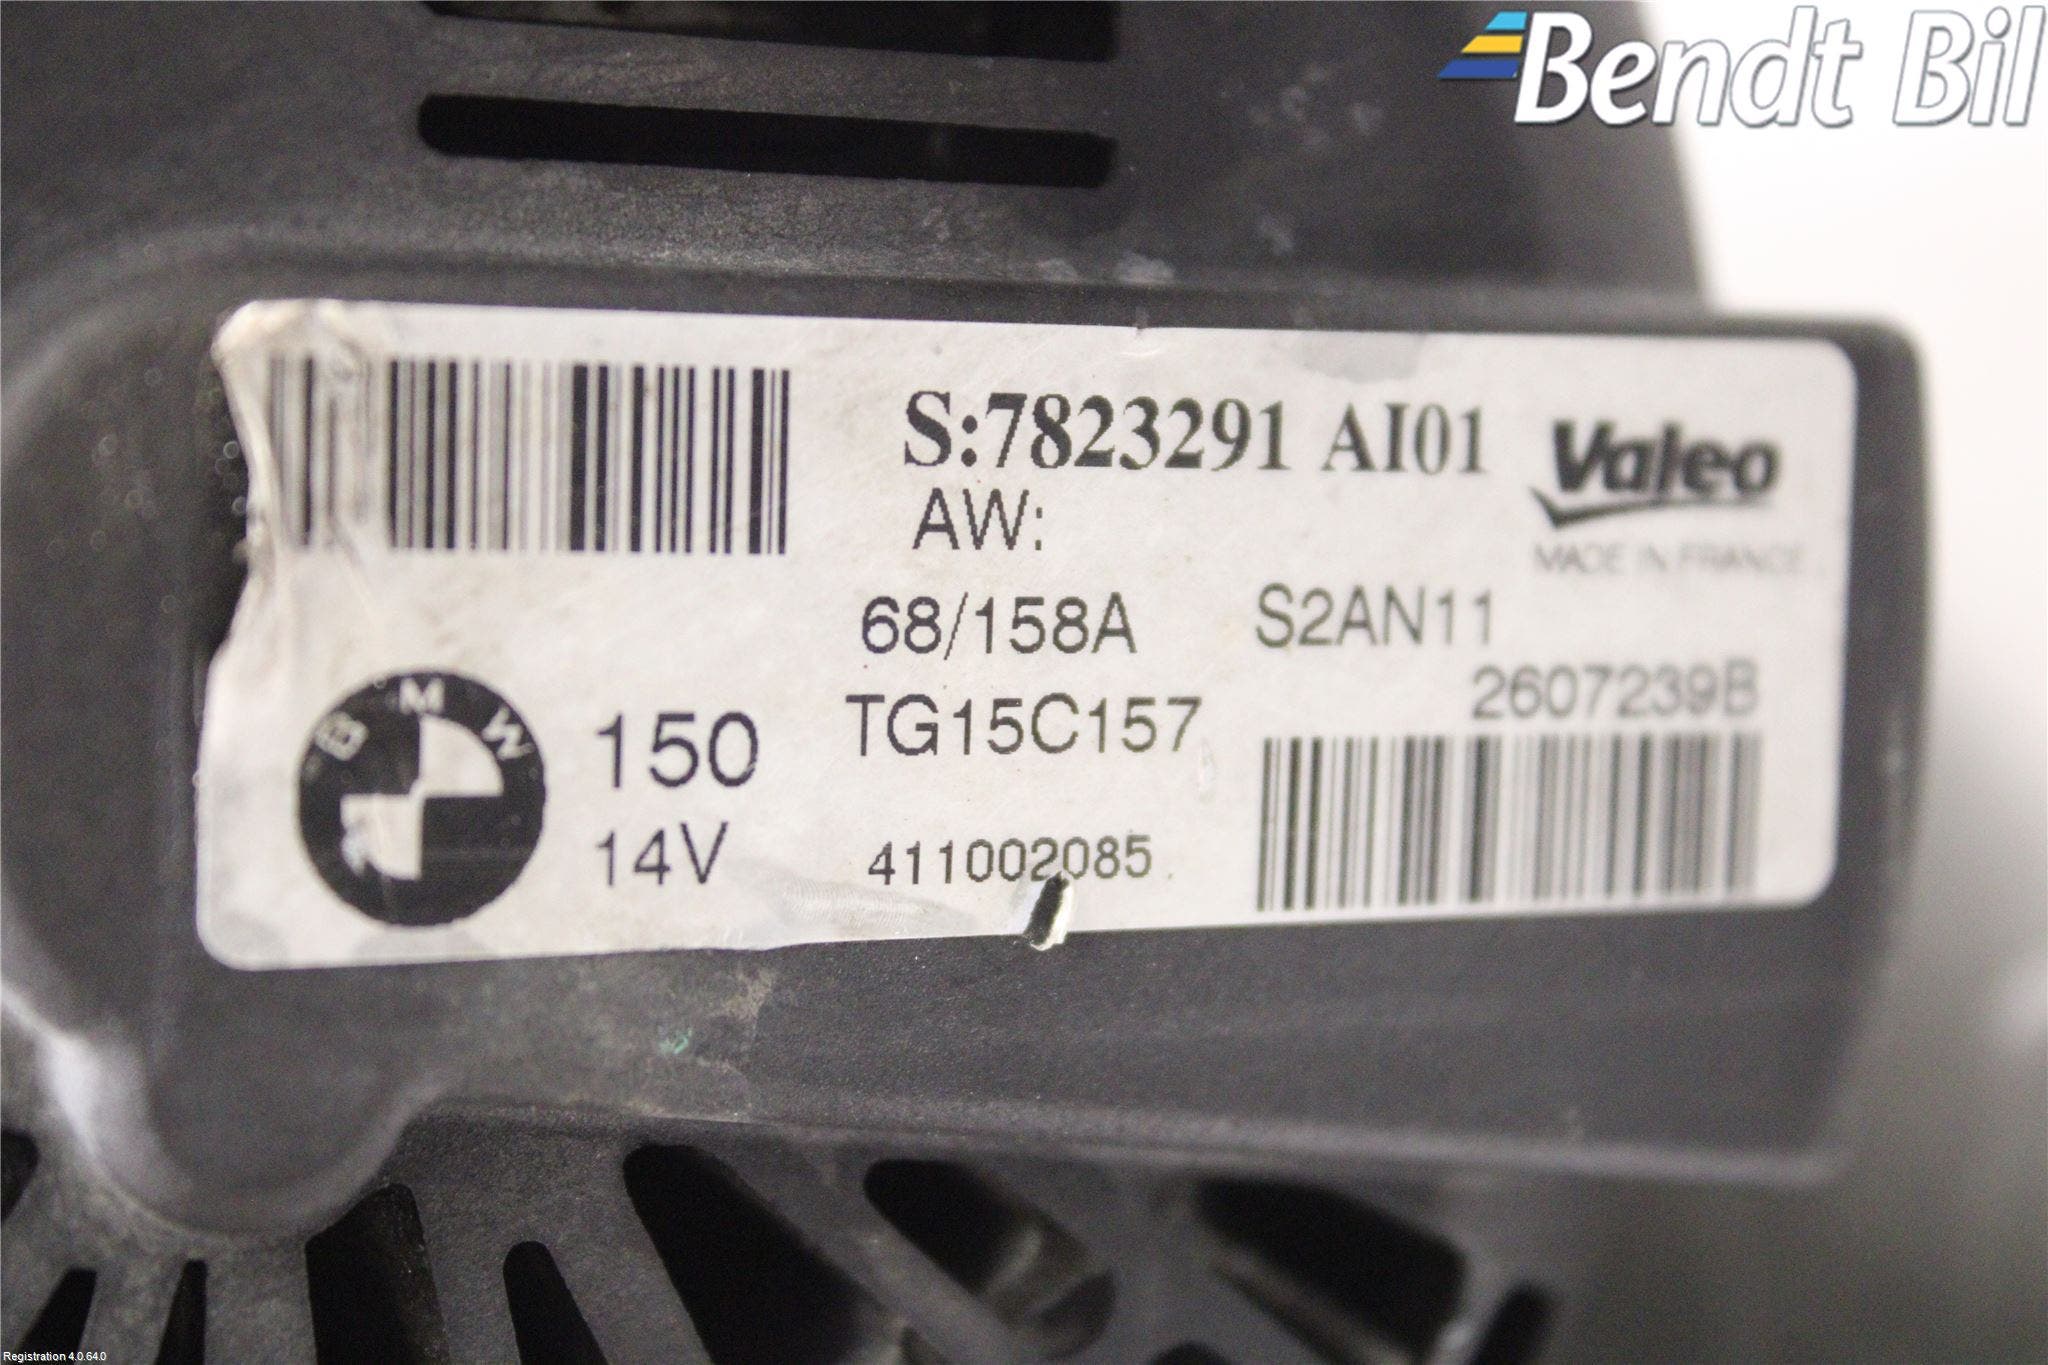 Bendt Bil
S:7823291 AI01
Valeo
AW:
MADE IN FRANCE
68/158A S2AN11
2607239B
BMW
150 TG15C157
14V 411002085
Registration 4.0.64.0